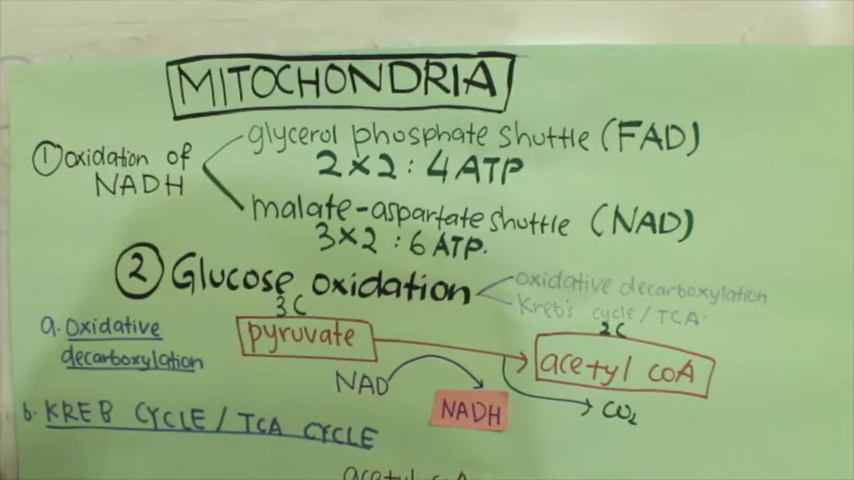 MITOCHONDRIA
① Oxidation of NADH
glycerol phosphate shuttle (FAD)
2 x 2 : 4 ATP
malate-aspartate shuttle (NAD)
3 x 2 : 6 ATP.
② Glucose oxidation
oxidative decarboxylation
Kreb's cycle / TCA.
a. Oxidative decarboxylation
3C
pyruvate
2C
acetyl coA
NAD
NADH
CO2
b. KREB CYCLE / TCA CYCLE
acetyl coA